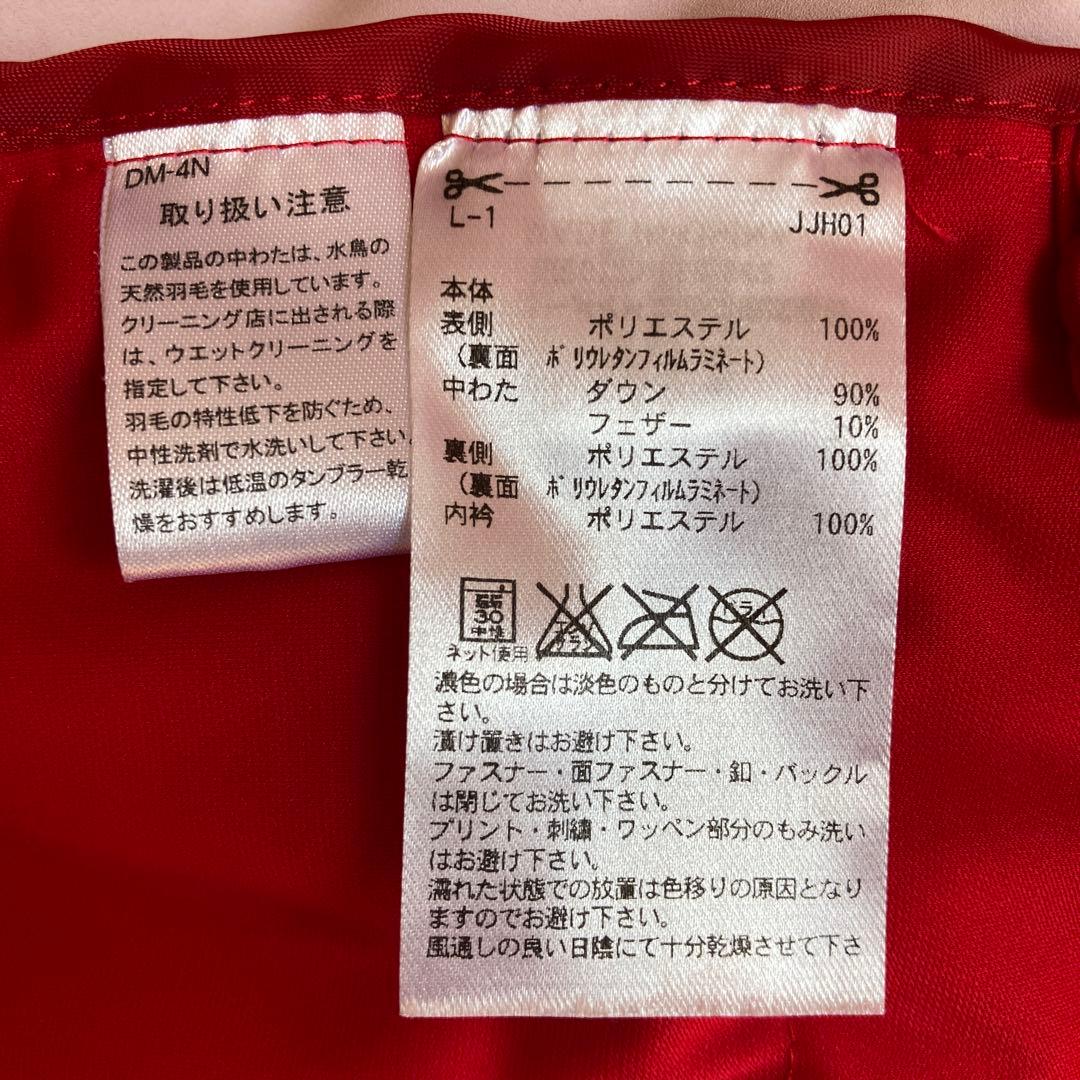 DM-4N
取り扱い注意
この製品の中わたは、水鳥の
天然羽毛を使用しています。
クリーニング店に出される際
は、ウエットクリーニングを
指定して下さい。
羽毛の特性低下を防ぐため、
中性洗剤で水洗いして下さい。
洗濯後は低温のタンブラー乾
燥をおすすめします。
L-1 JJH01
本体
表側 ポリエステル 100%
(裏面 ポリウレタンフィルムラミネート)
中わた ダウン 90%
フェザー 10%
裏側 ポリエステル 100%
(裏面 ポリウレタンフィルムラミネート)
内衿 ポリエステル 100%
弱
30
中性
エンソ
サラシ
ドライ
ネット使用
濃色の場合は淡色のものと分けてお洗い下
さい。
漬け置きはお避け下さい。
ファスナー・面ファスナー・釦・バックル
は閉じてお洗い下さい。
プリント・刺繍・ワッペン部分のもみ洗い
はお避け下さい。
濡れた状態での放置は色移りの原因となり
ますのでお避け下さい。
風通しの良い日陰にて十分乾燥させて下さ